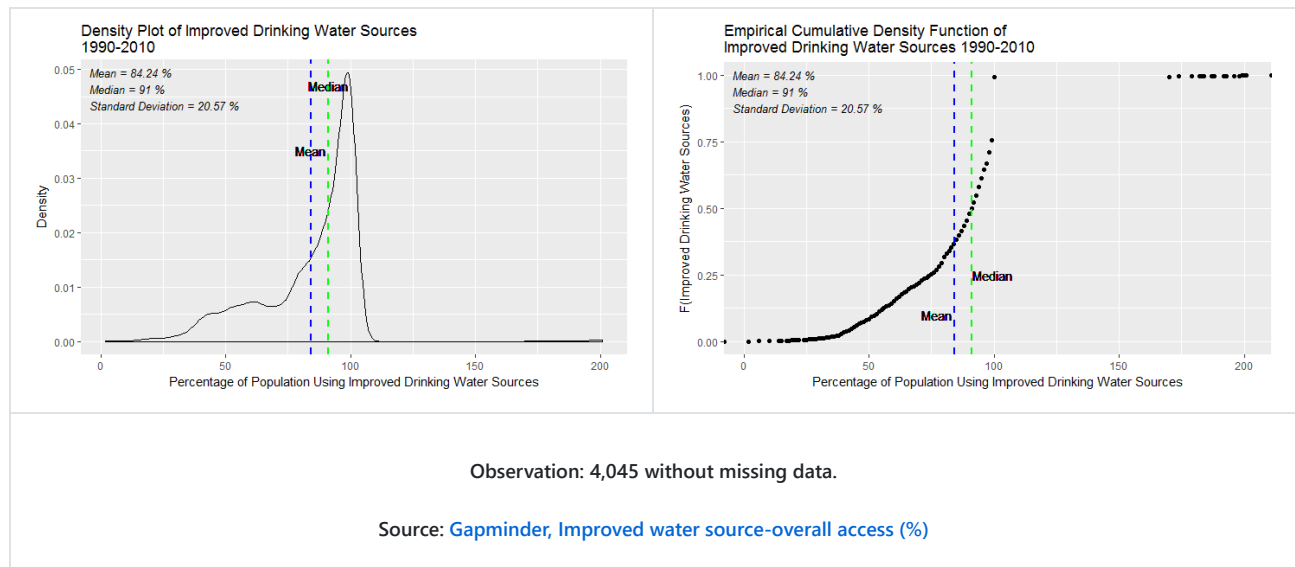 Density Plot of Improved Drinking Water Sources
1990-2010
Mean = 84.24 %
Median = 91 %
Standard Deviation = 20.57 %
Median
Mean
Density
0.05
0.04
0.03
0.02
0.01
0.00
0
50
100
150
200
Percentage of Population Using Improved Drinking Water Sources
Empirical Cumulative Density Function of
Improved Drinking Water Sources 1990-2010
Mean = 84.24 %
Median = 91 %
Standard Deviation = 20.57 %
Median
Mean
F(Improved Drinking Water Sources)
1.00
0.75
0.50
0.25
0.00
0
50
100
150
200
Percentage of Population Using Improved Drinking Water Sources
Observation: 4,045 without missing data.
Source: Gapminder, Improved water source-overall access (%)